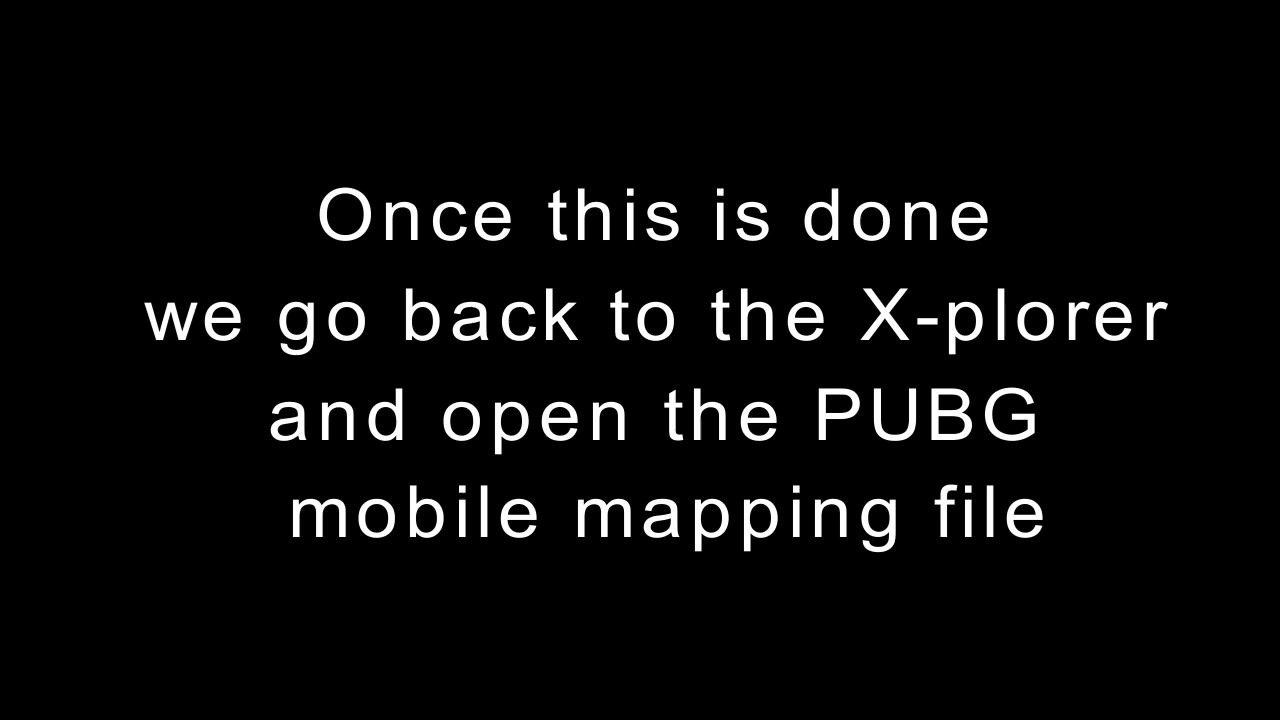 Once this is done
we go back to the X-plorer
and open the PUBG
mobile mapping file